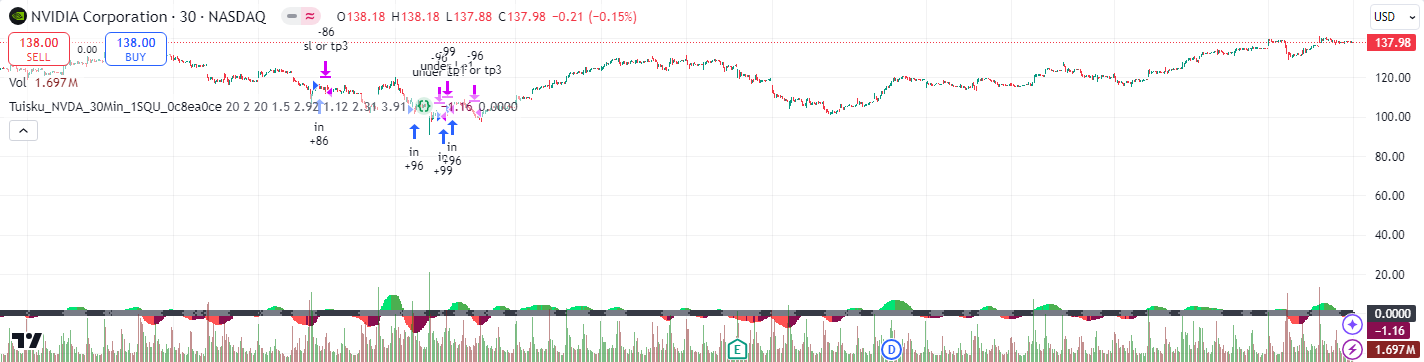 NVIDIA Corporation · 30 · NASDAQ O138.18 H138.18 L137.88 C137.98 −0.21 (−0.15%)
USD
138.00 SELL 0.00 138.00 BUY
137.98
Vol 1.697M
Tuisku_NVDA_30Min_1SQU_0c8ea0ce 20 2 20 1.5 2.92 1.12 2.31 3.91 −1.16 0.0000
-86
sl or tp3
-99
-96
-96
sl or tp3
in
+86
in
+96
in
+99
in
+96
120.00
100.00
80.00
60.00
40.00
20.00
0.0000
−1.16
1.697M
E
D